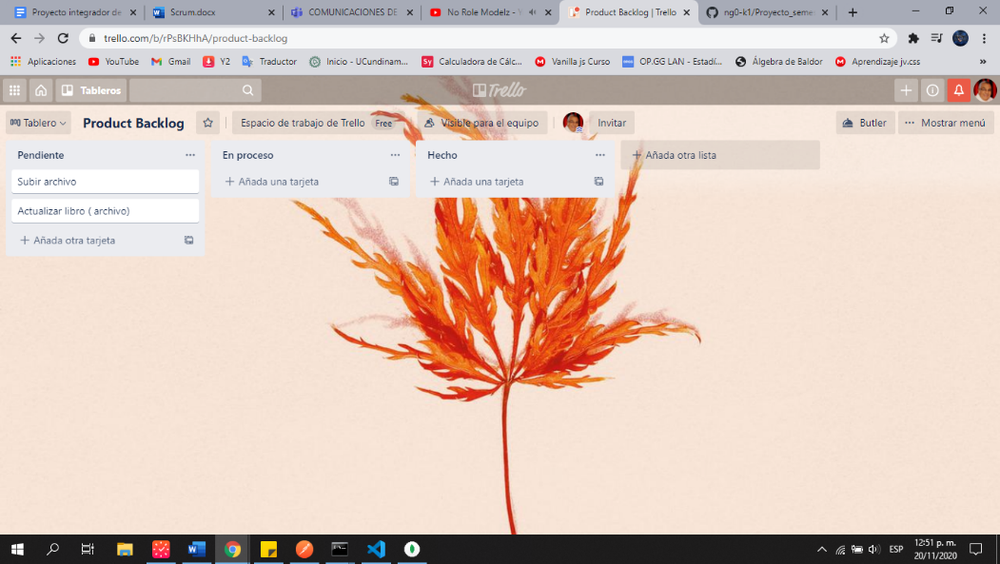 Proyecto integrador de
Scrum.docx
COMUNICACIONES DE
No Role Modelz - Y
Product Backlog | Trello
ng0-k1/Proyecto_seme
trello.com/b/rPsBKHhA/product-backlog
Aplicaciones
YouTube
Gmail
Y2
Traductor
Inicio - UCundinam...
Calculadora de Cálc...
Vanilla js Curso
OP.GG LAN - Estadí...
Álgebra de Baldor
Aprendizaje jv.css
»
Tableros
Trello
Tablero
Product Backlog
Espacio de trabajo de Trello Free
Visible para el equipo
Invitar
Butler
Mostrar menú
Pendiente
Subir archivo
Actualizar libro ( archivo)
Añada otra tarjeta
En proceso
Añada una tarjeta
Hecho
Añada una tarjeta
Añada otra lista
ESP
12:51 p. m.
20/11/2020